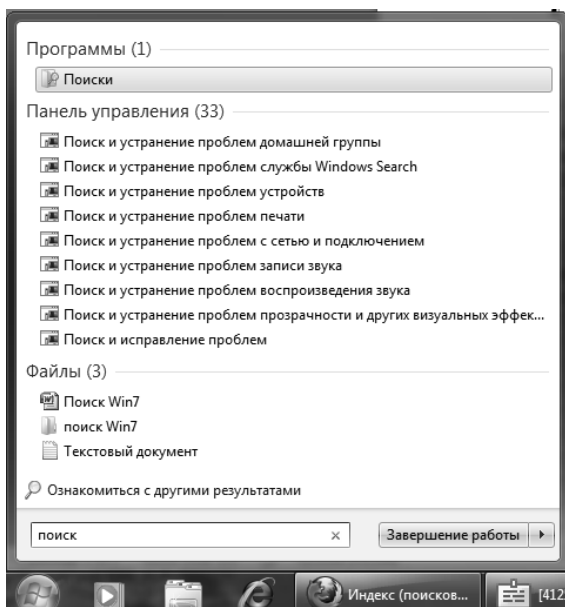 Программы (1)
Поиски
Панель управления (33)
Поиск и устранение проблем домашней группы
Поиск и устранение проблем службы Windows Search
Поиск и устранение проблем устройств
Поиск и устранение проблем печати
Поиск и устранение проблем с сетью и подключением
Поиск и устранение проблем записи звука
Поиск и устранение проблем воспроизведения звука
Поиск и устранение проблем прозрачности и других визуальных эффек...
Поиск и исправление проблем
Файлы (3)
Поиск Win7
поиск Win7
Текстовый документ
Ознакомиться с другими результатами
поиск
Завершение работы
Индекс (поисков...
[412